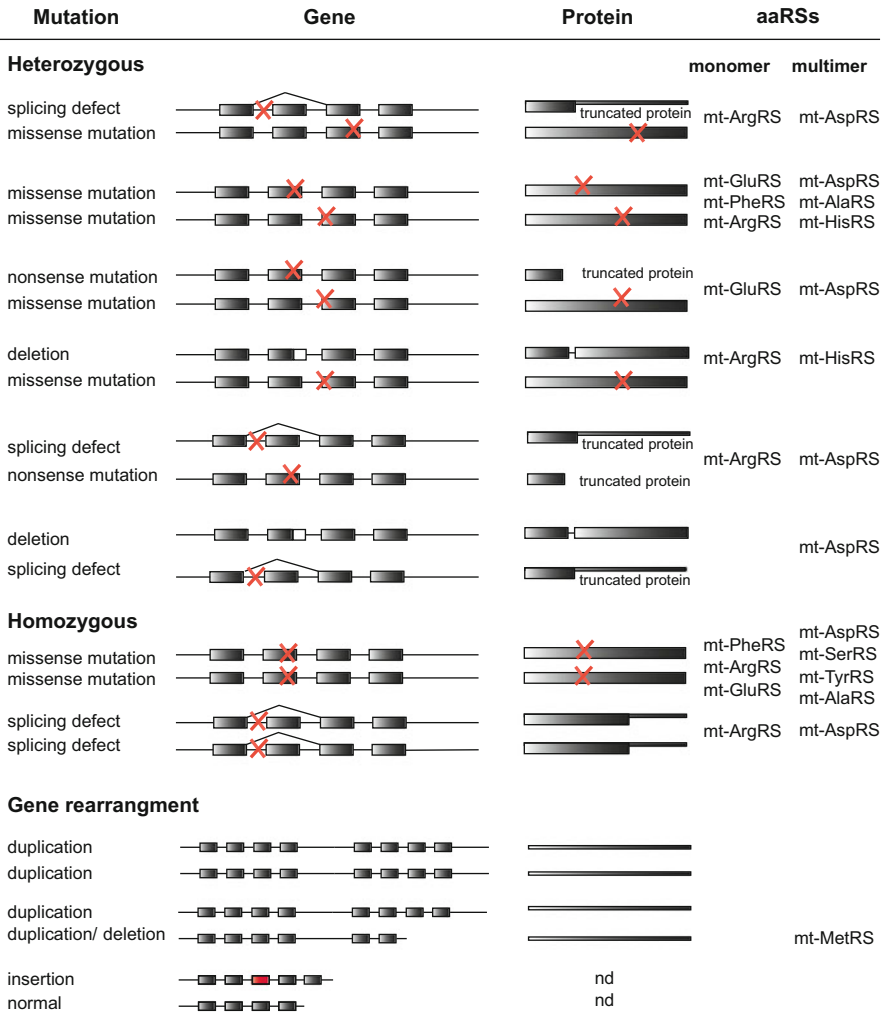 Mutation Gene Protein aaRSs
Heterozygous monomer multimer
splicing defect truncated protein mt-ArgRS mt-AspRS
missense mutation
missense mutation mt-GluRS mt-AspRS
mt-PheRS mt-AlaRS
missense mutation mt-ArgRS mt-HisRS
nonsense mutation truncated protein
mt-GluRS mt-AspRS
missense mutation
deletion
mt-ArgRS mt-HisRS
missense mutation
splicing defect truncated protein
mt-ArgRS mt-AspRS
nonsense mutation truncated protein
deletion
mt-AspRS
splicing defect truncated protein
Homozygous
mt-AspRS
missense mutation mt-PheRS mt-SerRS
missense mutation mt-ArgRS mt-TyrRS
mt-GluRS mt-AlaRS
splicing defect
mt-ArgRS mt-AspRS
splicing defect
Gene rearrangment
duplication
duplication
duplication
duplication/ deletion mt-MetRS
insertion nd
normal nd